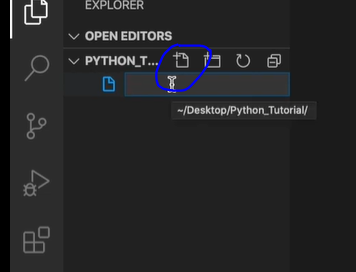 EXPLORER
OPEN EDITORS
PYTHON_T...
~/Desktop/Python_Tutorial/